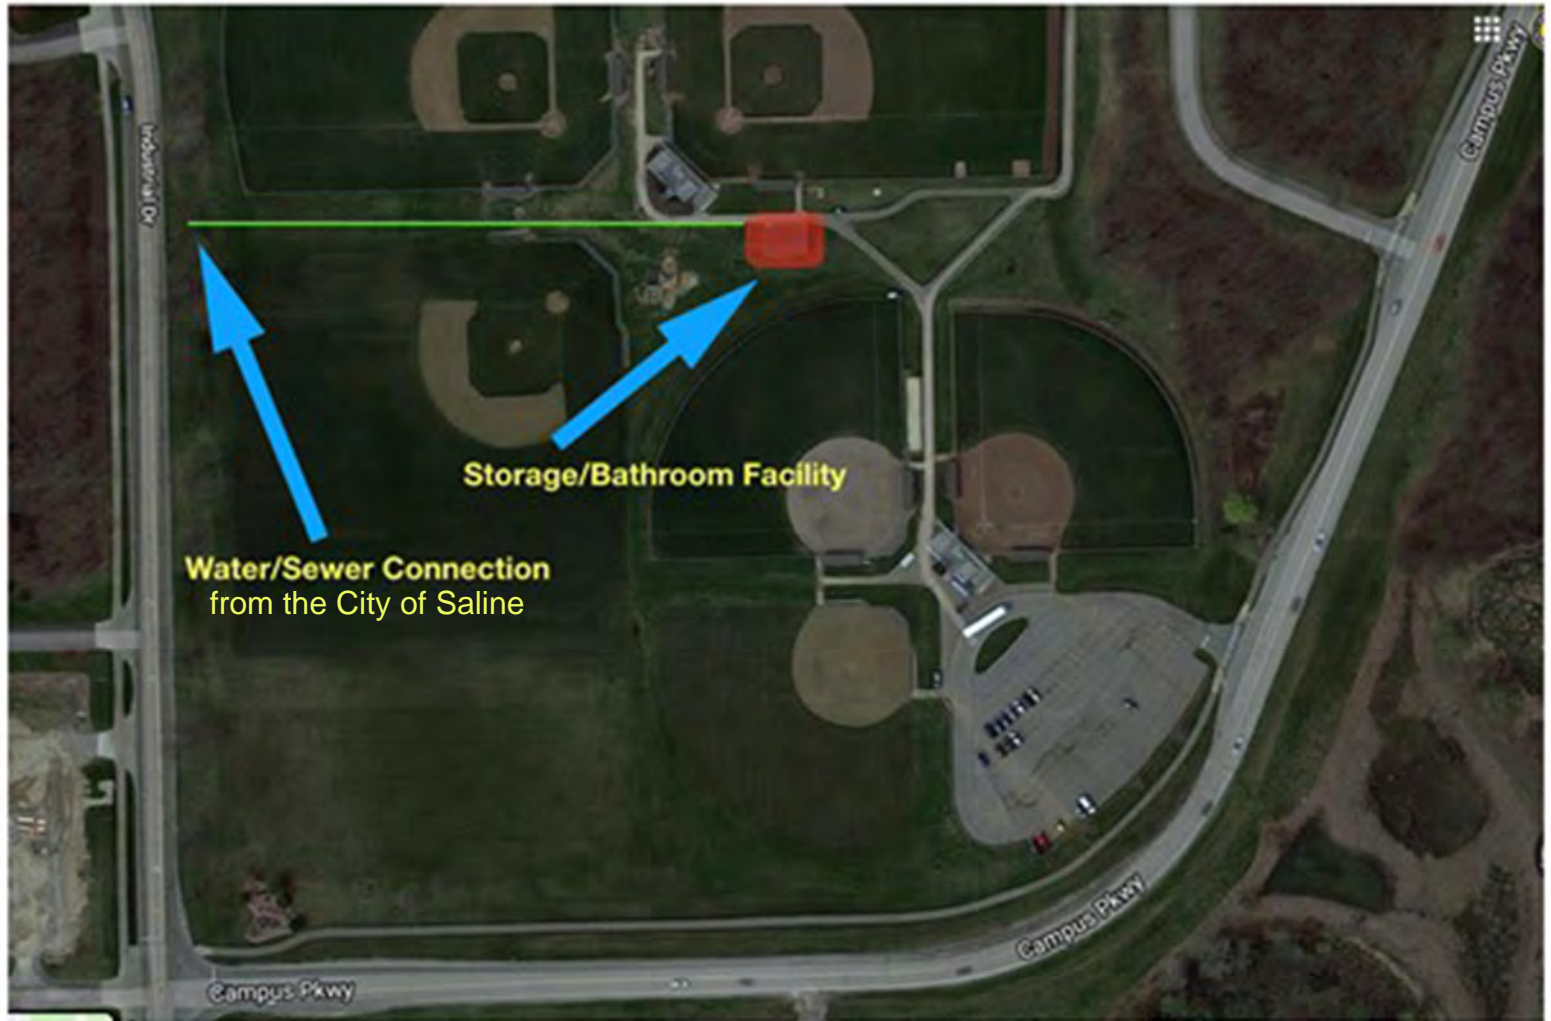 Campus Pkwy
Industrial Dr
Storage/Bathroom Facility
Water/Sewer Connection
from the City of Saline
Campus Pkwy
Campus Pkwy